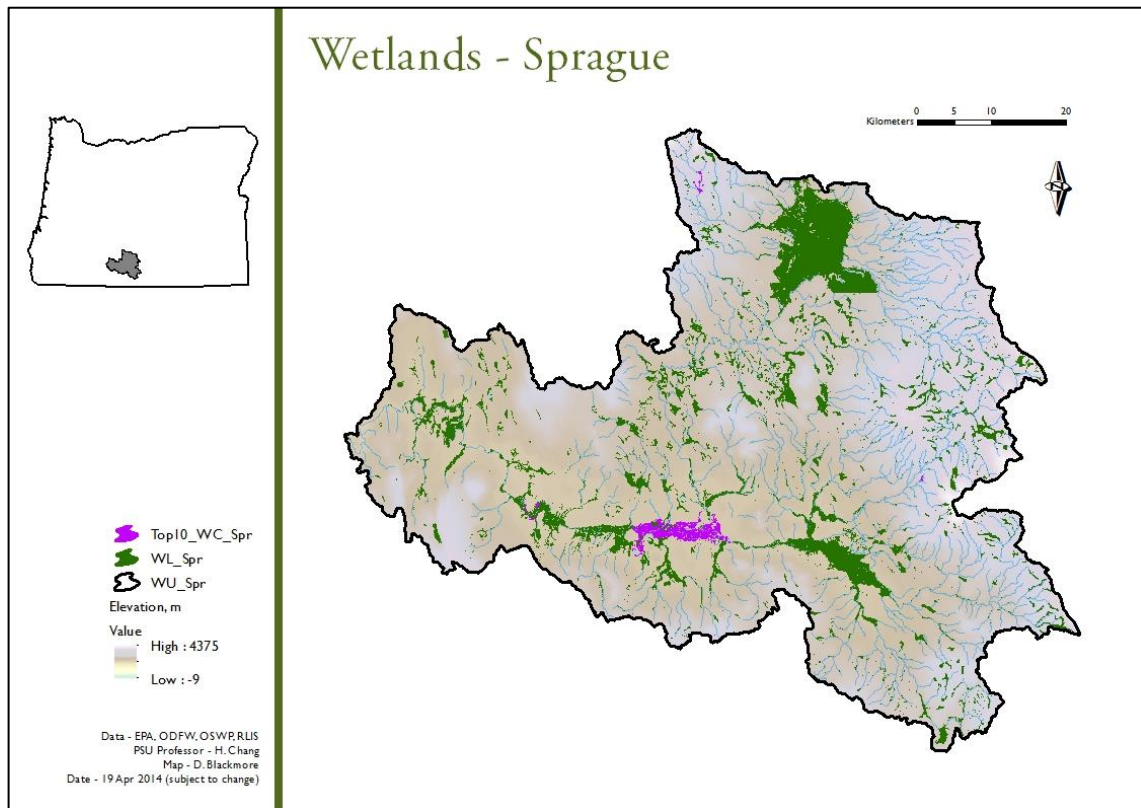 Wetlands - Sprague
0 5 10 20
Kilometers
Top10_WC_Spr
WL_Spr
WU_Spr
Elevation, m
Value
High : 4375
Low : -9
Data - EPA, ODFW, OSWP, RLIS
PSU Professor - H. Chang
Map - D. Blackmore
Date - 19 Apr 2014 (subject to change)